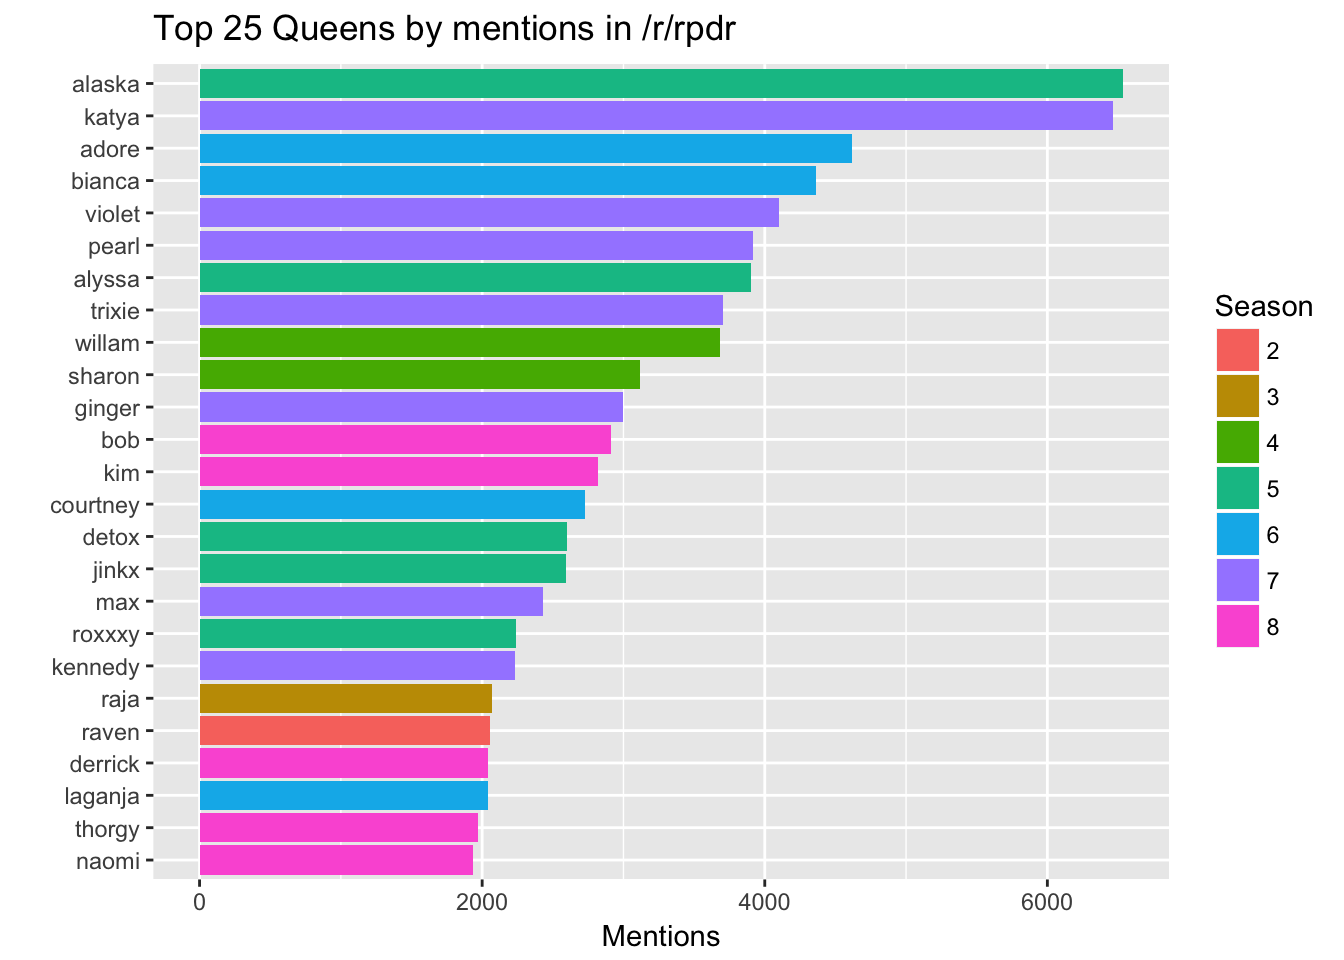 Top 25 Queens by mentions in /r/rpdr
alaska
katya
adore
bianca
violet
pearl
alyssa
trixie
willam
sharon
ginger
bob
kim
courtney
detox
jinkx
max
roxxxy
kennedy
raja
raven
derrick
laganja
thorgy
naomi
0 2000 4000 6000
Mentions
Season
2
3
4
5
6
7
8